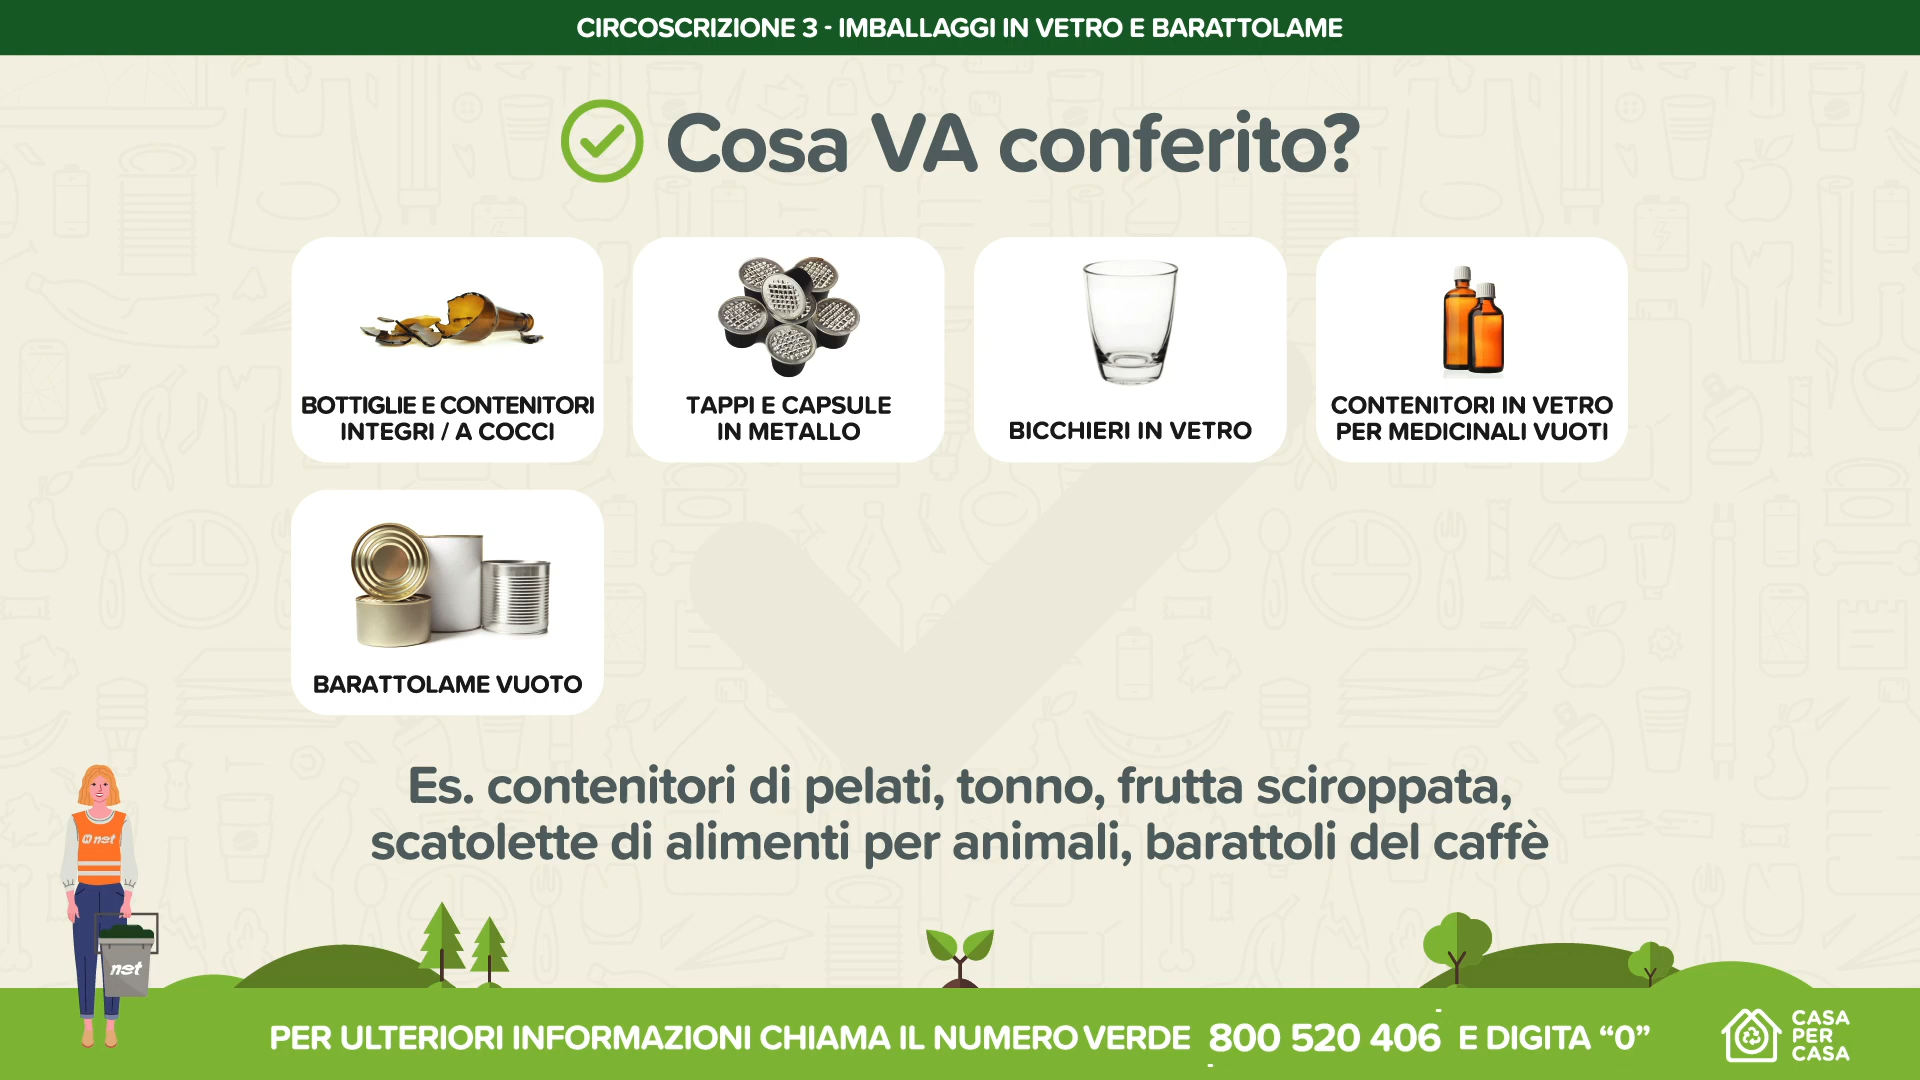 CIRCOSCRIZIONE 3 - IMBALLAGGI IN VETRO E BARATTOLAME
Cosa VA conferito?
BOTTIGLIE E CONTENITORI
INTEGRI / A COCCI
TAPPI E CAPSULE
IN METALLO
BICCHIERI IN VETRO
CONTENITORI IN VETRO
PER MEDICINALI VUOTI
BARATTOLAME VUOTO
Es. contenitori di pelati, tonno, frutta sciroppata,
scatolette di alimenti per animali, barattoli del caffè
net
net
PER ULTERIORI INFORMAZIONI CHIAMA IL NUMERO VERDE 800 520 406 E DIGITA “0”
CASA
PER
CASA